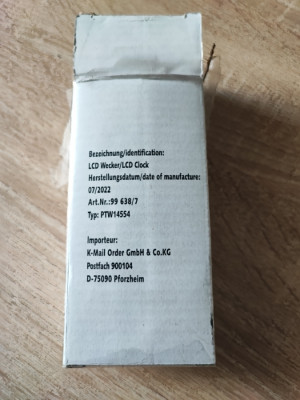 Bezeichnung/identification:
LCD Wecker/LCD Clock
Herstellungsdatum/date of manufacture:
07/2022
Art.Nr.:99 638/7
Typ: PTW14554
Importeur:
K-Mail Order GmbH & Co.KG
Postfach 900104
D-75090 Pforzheim